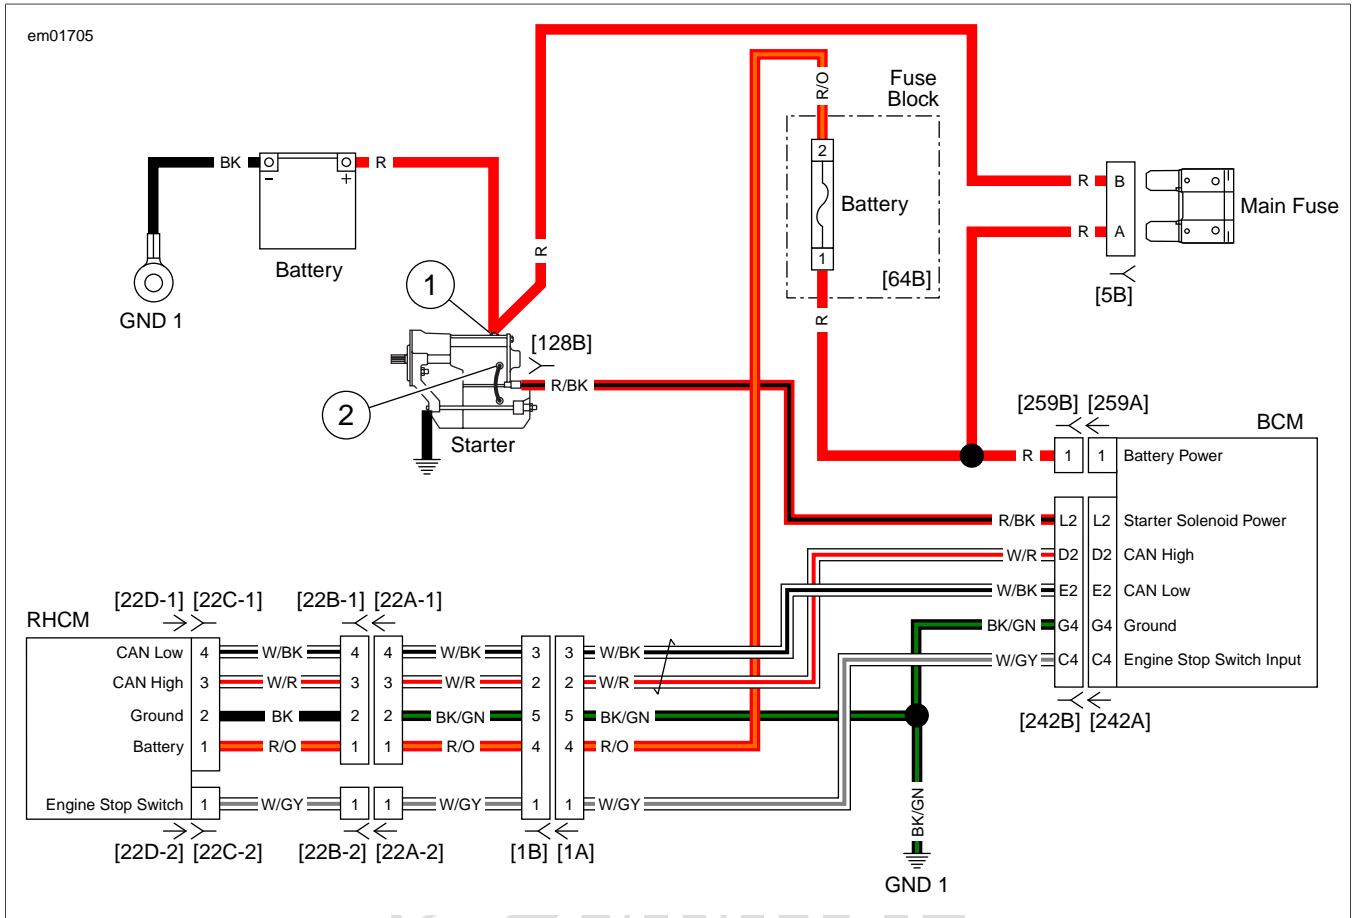 em01705
R/O
Fuse
Block
BK
R
- +
Battery
GND 1
R
1
2
[128B]
R/BK
Starter
2
Battery
1
[64B]
R
R B
R A
Main Fuse
[5B]
[259B] [259A]
BCM
R 1 1 Battery Power
R/BK L2 L2 Starter Solenoid Power
W/R D2 D2 CAN High
W/BK E2 E2 CAN Low
BK/GN G4 G4 Ground
W/GY C4 C4 Engine Stop Switch Input
[242B] [242A]
[22D-1] [22C-1] [22B-1] [22A-1]
RHCM
CAN Low 4 W/BK 4 4 W/BK 3 3 W/BK
CAN High 3 W/R 3 3 W/R 2 2 W/R
Ground 2 BK 2 2 BK/GN 5 5 BK/GN
Battery 1 R/O 1 1 R/O 4 4 R/O
Engine Stop Switch 1 W/GY 1 1 W/GY 1 1 W/GY
[22D-2] [22C-2] [22B-2] [22A-2] [1B] [1A]
BK/GN
GND 1